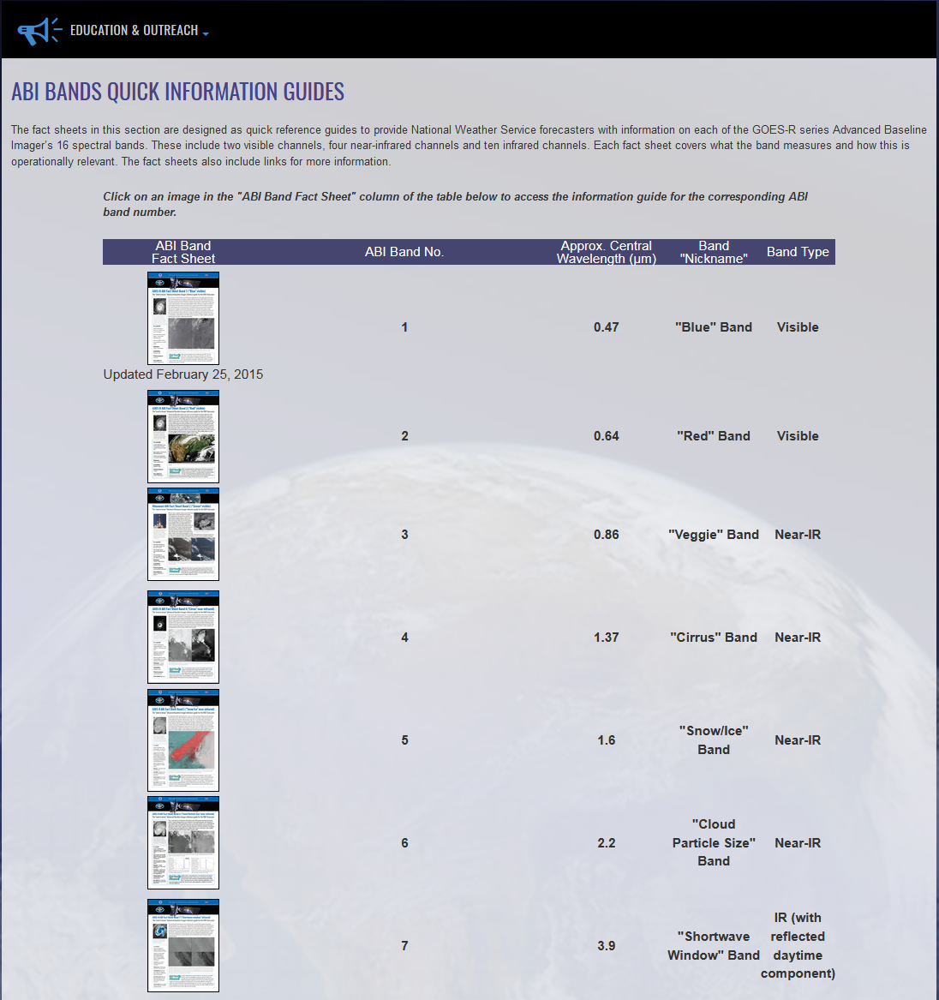 EDUCATION & OUTREACH
ABI BANDS QUICK INFORMATION GUIDES
The fact sheets in this section are designed as quick reference guides to provide National Weather Service forecasters with information on each of the GOES-R series Advanced Baseline
Imager's 16 spectral bands. These include two visible channels, four near-infrared channels and ten infrared channels. Each fact sheet covers what the band measures and how this is
operationally relevant. The fact sheets also include links for more information.
Click on an image in the "ABI Band Fact Sheet" column of the table below to access the information guide for the corresponding ABI
band number.
ABI Band
Fact Sheet
ABI Band No.
Approx. Central
Wavelength (µm)
Band
"Nickname"
Band Type
1
0.47
"Blue" Band
Visible
Updated February 25, 2015
2
0.64
"Red" Band
Visible
3
0.86
"Veggie" Band
Near-IR
4
1.37
"Cirrus" Band
Near-IR
5
1.6
"Snow/Ice"
Band
Near-IR
6
2.2
"Cloud
Particle Size"
Band
Near-IR
7
3.9
"Shortwave
Window" Band
IR (with
reflected
daytime
component)